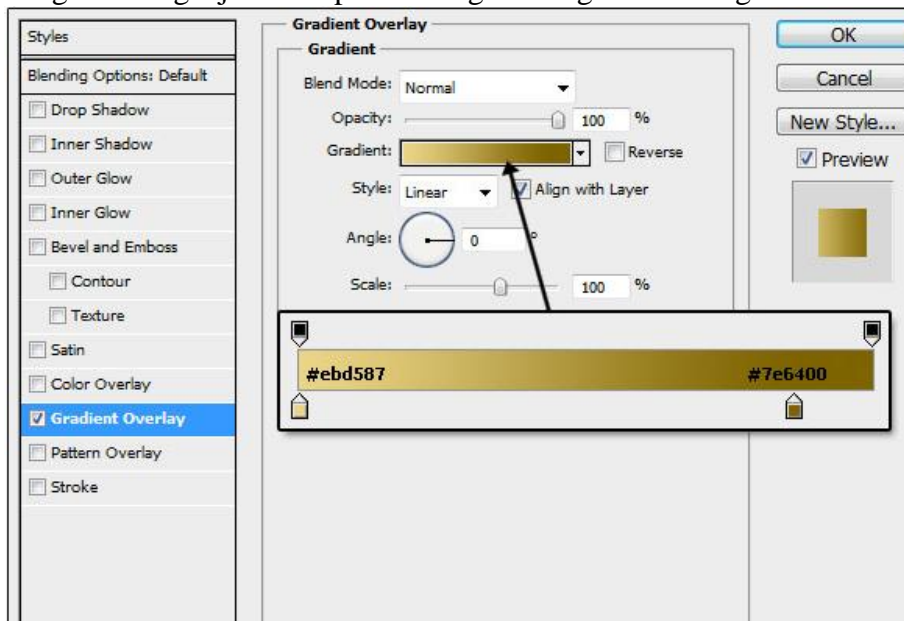 Styles
Blending Options: Default
Drop Shadow
Inner Shadow
Outer Glow
Inner Glow
Bevel and Emboss
Contour
Texture
Satin
Color Overlay
Gradient Overlay
Pattern Overlay
Stroke
Gradient Overlay
Gradient
Blend Mode: Normal
Opacity: 100 %
Gradient: Reverse
Style: Linear Align with Layer
Angle: 0 °
Scale: 100 %
#ebd587 #7e6400
OK
Cancel
New Style...
Preview